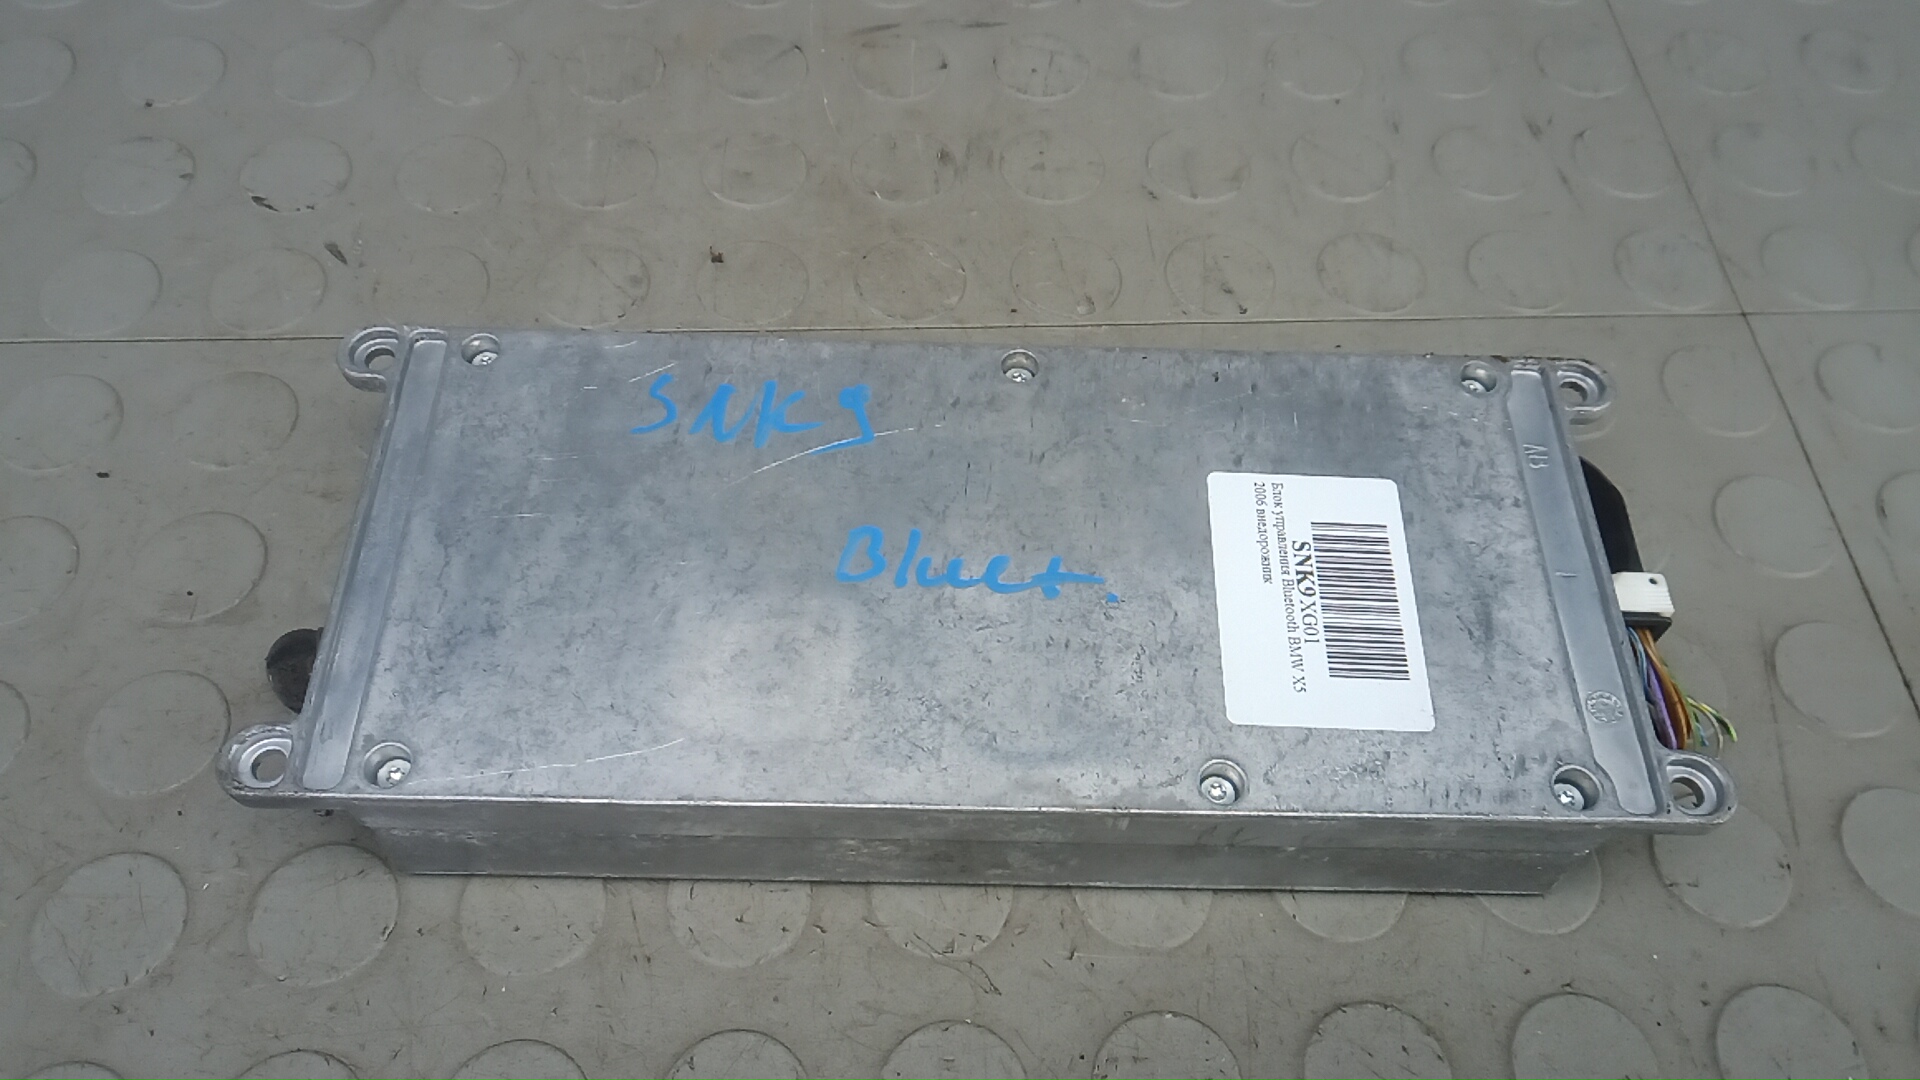 SNK9
Bluet.
SNK9XG01
Блок управления Bluetooth BMW X5
2006 внедорожник